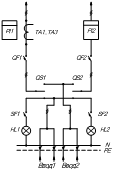 PI1
TA1, TA3
PI2
QF1
QF2
QS1
QS2
SF1
SF2
HL1
HL2
N
PE
Ввод1
Ввод2